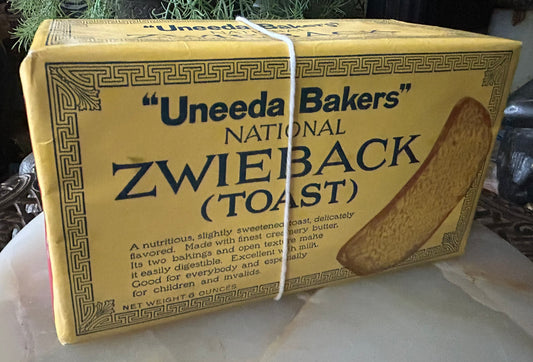 "Uneeda Bakers"
"Uneeda Bakers"
NATIONAL
ZWIEBACK
(TOAST)
A nutritious, slightly sweetened toast, delicately
flavored. Made with finest creamery butter.
Its two bakings and open texture make
it easily digestible. Excellent with milk.
Good for everybody and especially
for children and invalids.
NET WEIGHT 6 OUNCES